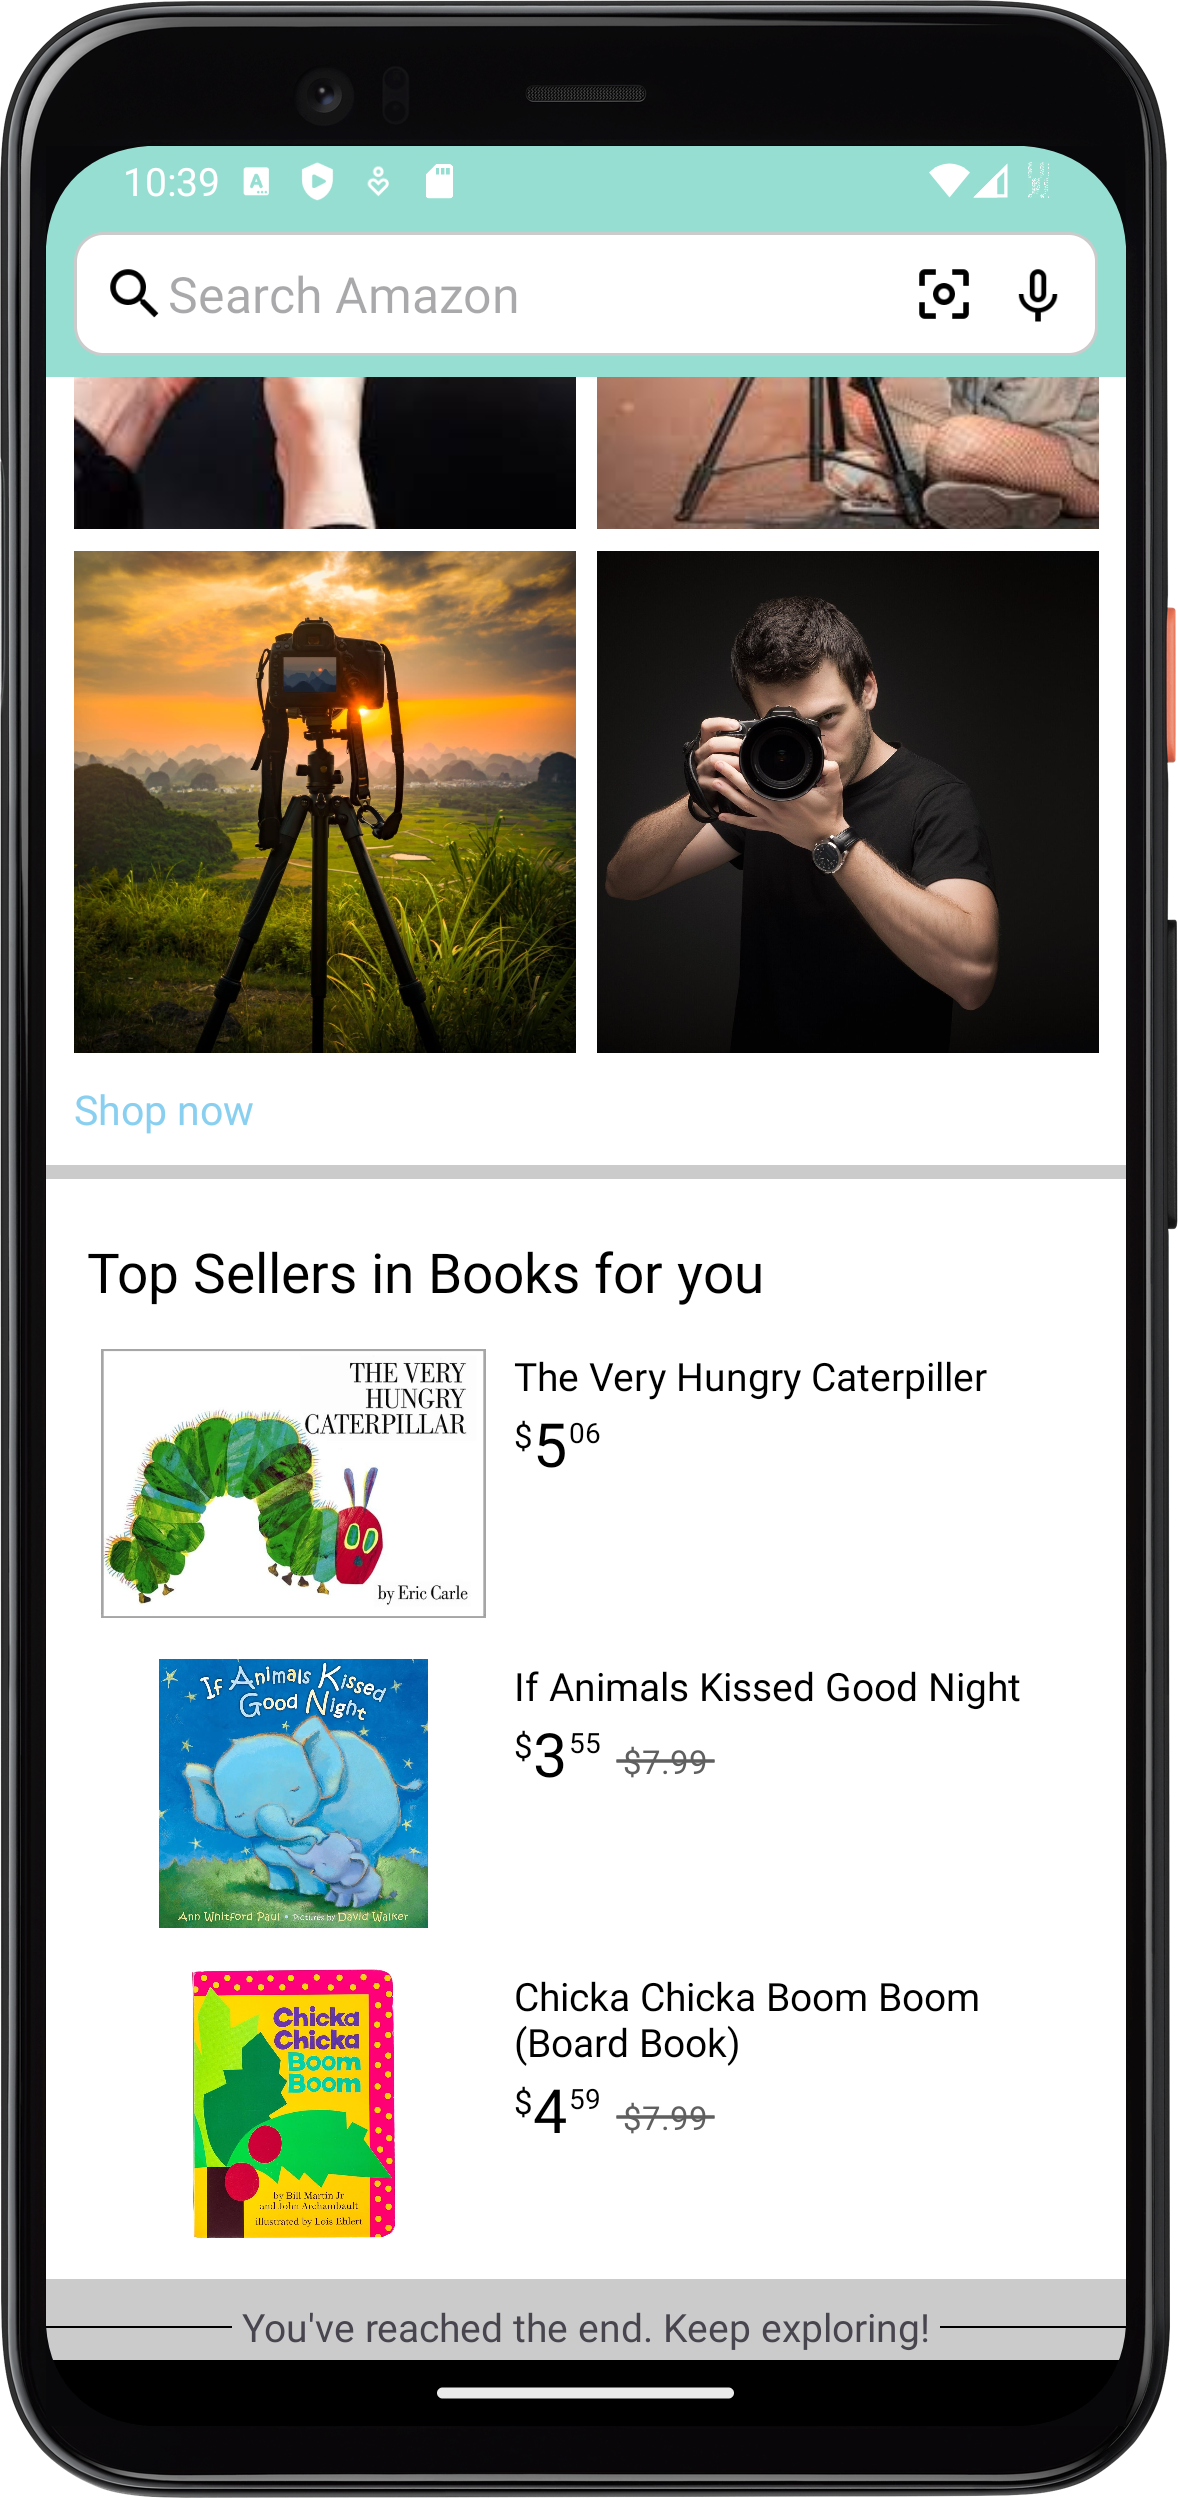 10:39
Search Amazon
Shop now
Top Sellers in Books for you
THE VERY
HUNGRY
CATERPILLAR
by Eric Carle
The Very Hungry Caterpiller
$5 06
If Animals Kissed
Good Night
Ann Whitford Paul • Pictures by David Walker
If Animals Kissed Good Night
$3 55 $7.99
Chicka
Chicka
Boom
Boom
by Bill Martin Jr
and John Archambault
illustrated by Lois Ehlert
Chicka Chicka Boom Boom
(Board Book)
$4 59 $7.99
You've reached the end. Keep exploring!